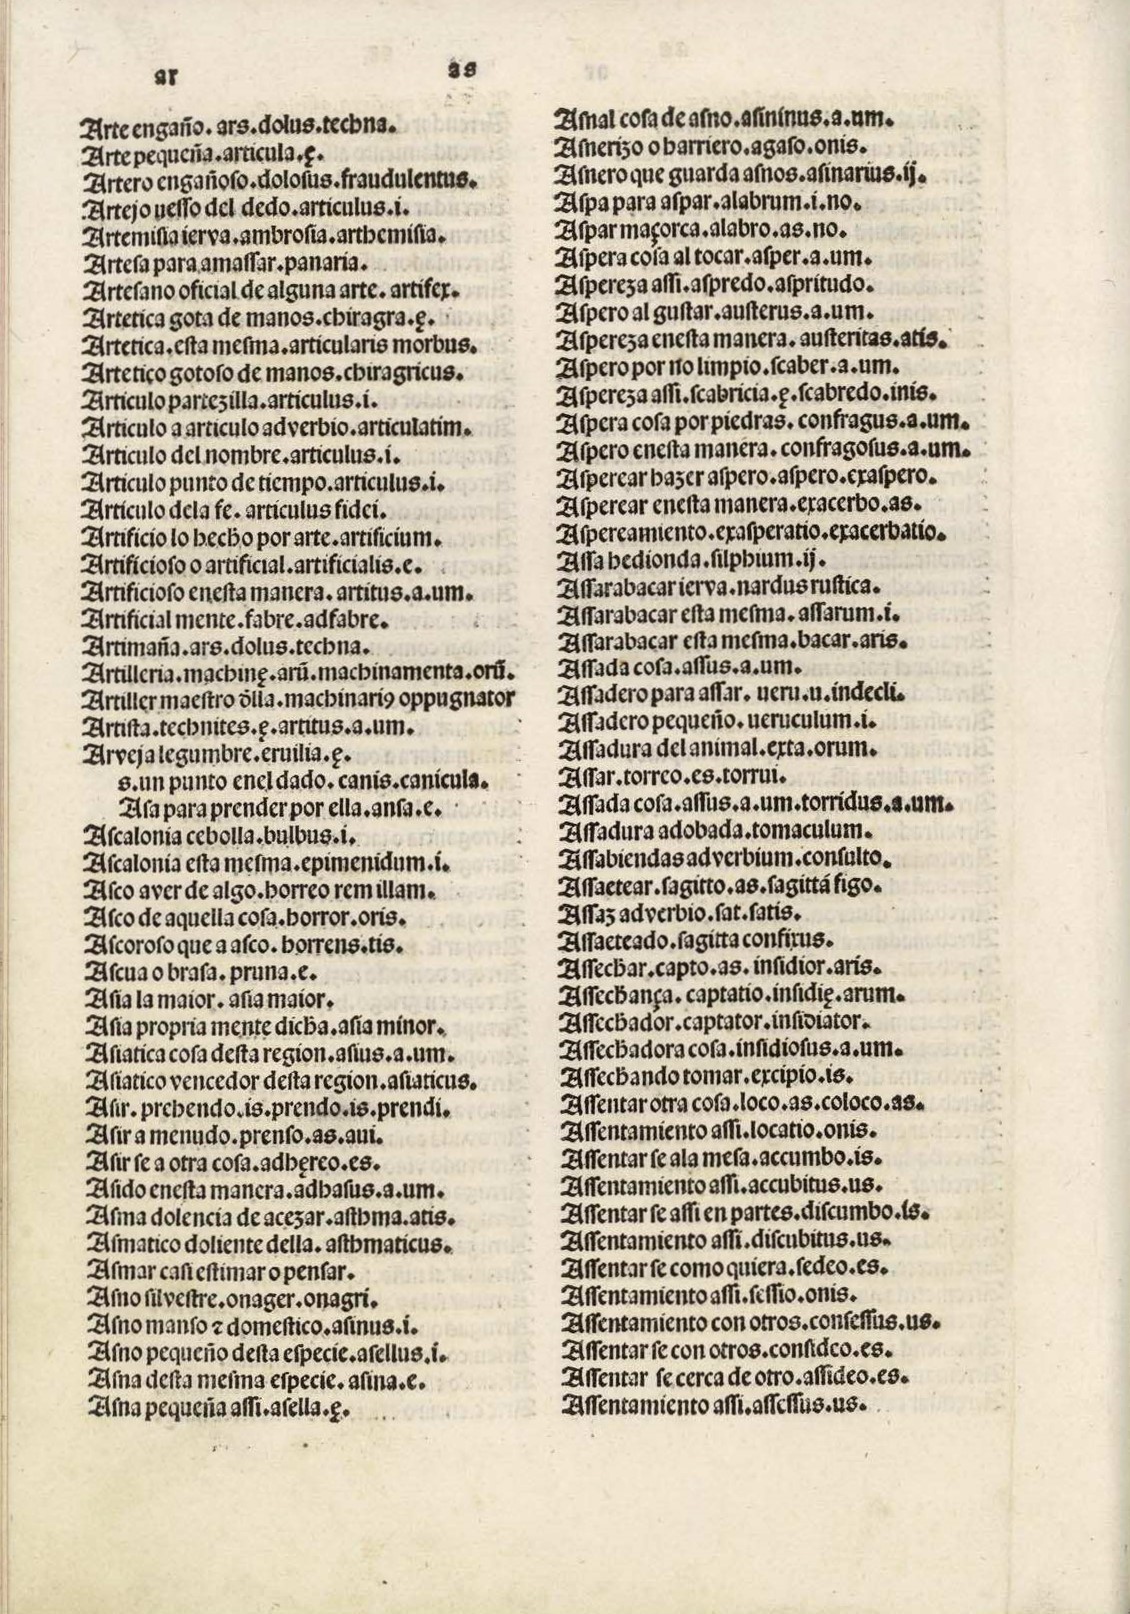 ar
as
Arte engaño. ars. dolus. techna.
Arte pequeña. articula. ę.
Artero engañoso. dolosus. fraudulentus.
Artejo uesso del dedo. articulus. i.
Artemisia ierva. ambrosia. arthemisia.
Artesa para amassar. panaria.
Artesano oficial de alguna arte. artifex.
Artetica gota de manos. chiragra. ę.
Artetica. esta mesma. articularis morbus.
Artetico gotoso de manos. chiragricus.
Articulo partezilla. articulus. i.
Articulo a articulo adverbio. articulatim.
Articulo del nombre. articulus. i.
Articulo punto de tiempo. articulus. i.
Articulo dela fe. articulus fidei.
Artificio lo hecho por arte. artificium.
Artificioso o artificial. artificialis. e.
Artificioso enesta manera. artitus. a. um.
Artificial mente. fabre. adfabre.
Artimaña. ars. dolus. techna.
Artilleria. machinę. arū. machinamenta. orū.
Artiller maestro d̄lla. machinariꝯ oppugnator
Artista. technites. ę. artitus. a. um.
Arveja legumbre. eruilia. ę.
s. un punto enel dado. canis. canicula.
Asa para prender por ella. ansa. e.
Ascalonia cebolla. bulbus. i.
Ascalonia esta mesma. epimenidum. i.
Asco aver de algo. horreo rem illam.
Asco de aquella cosa. horror. oris.
Ascoroso que a asco. horrens. tis.
Ascua o brasa. pruna. e.
Asia la maior. asia maior.
Asia propria mente dicha. asia minor.
Asiatica cosa desta region. asius. a. um.
Asiatico vencedor desta region. asiaticus.
Asir. prehendo. is. prendo. is. prendi.
Asir a menudo. prenso. as. aui.
Asir se a otra cosa. adhęreo. es.
Asido enesta manera. adhasus. a. um.
Asma dolencia de acezar. asthma. atis.
Asmatico doliente della. asthmaticus.
Asmar casi estimar o pensar.
Asno silvestre. onager. onagri.
Asno manso ⁊ domestico. asinus. i.
Asno pequeño desta especie. asellus. i.
Asna desta mesma especie. asina. e.
Asna pequeña assi. asella. ę.
Asnal cosa de asno. asininus. a. um.
Asnerizo o harriero. agaso. onis.
Asnero que guarda asnos. asinarius. ij.
Aspa para aspar. alabrum. i. no.
Aspar maçorca. alabro. as. no.
Aspera cosa al tocar. asper. a. um.
Aspereza assi. aspredo. aspritudo.
Aspero al gustar. austerus. a. um.
Aspereza enesta manera. austeritas. atis.
Aspero por no limpio. scaber. a. um.
Aspereza assi. scabricia. ę. scabredo. inis.
Aspera cosa por piedras. confragus. a. um.
Aspero enesta manera. confragosus. a. um.
Asperear hazer aspero. aspero. exaspero.
Asperear enesta manera. exacerbo. as.
Aspereamiento. exasperatio. exacerbatio.
Assa hedionda. silphium. ij.
Assarabacar ierva. nardus rustica.
Assarabacar esta mesma. assarum. i.
Assarabacar esta mesma. bacar. aris.
Assada cosa. assus. a. um.
Assadero para assar. ueru. u. indecli.
Assadero pequeño. ueruculum. i.
Assadura del animal. exta. orum.
Assar. torreo. es. torrui.
Assada cosa. assus. a. um. torridus. a. um.
Assadura adobada. tomaculum.
Assabiendas adverbium. consulto.
Assaetear. sagitto. as. sagittā figo.
Assaz adverbio. sat. satis.
Assaeteado. sagitta confixus.
Assechar. capto. as. insidior. aris.
Assechança. captatio. insidię. arum.
Assechador. captator. insidiator.
Assechadora cosa. insidiosus. a. um.
Assechando tomar. excipio. is.
Assentar otra cosa. loco. as. coloco. as.
Assentamiento assi. locatio. onis.
Assentar se ala mesa. accumbo. is.
Assentamiento assi. accubitus. us.
Assentar se assi en partes. discumbo. is.
Assentamiento assi. discubitus. us.
Assentar se como quiera. sedeo. es.
Assentamiento assi. sessio. onis.
Assentamiento con otros. consessus. us.
Assentar se con otros. consideo. es.
Assentar se cerca de otro. assideo. es.
Assentamiento assi. assessus. us.